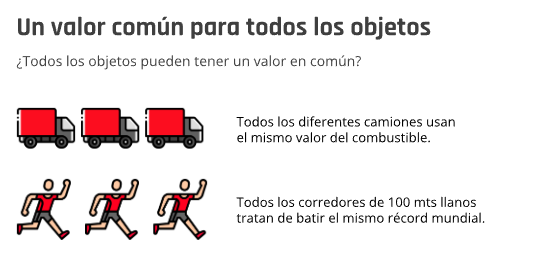 Un valor común para todos los objetos
¿Todos los objetos pueden tener un valor en común?
Todos los diferentes camiones usan
el mismo valor del combustible.
Todos los corredores de 100 mts llanos
tratan de batir el mismo récord mundial.